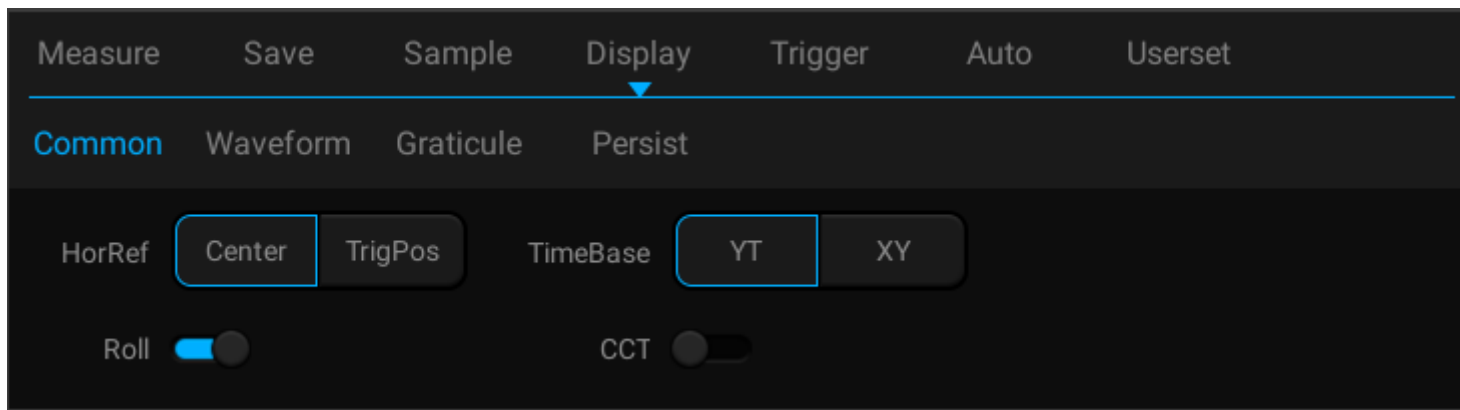 Measure Save Sample Display Trigger Auto Userset
Common Waveform Graticule Persist
HorRef Center TrigPos TimeBase YT XY
Roll CCT